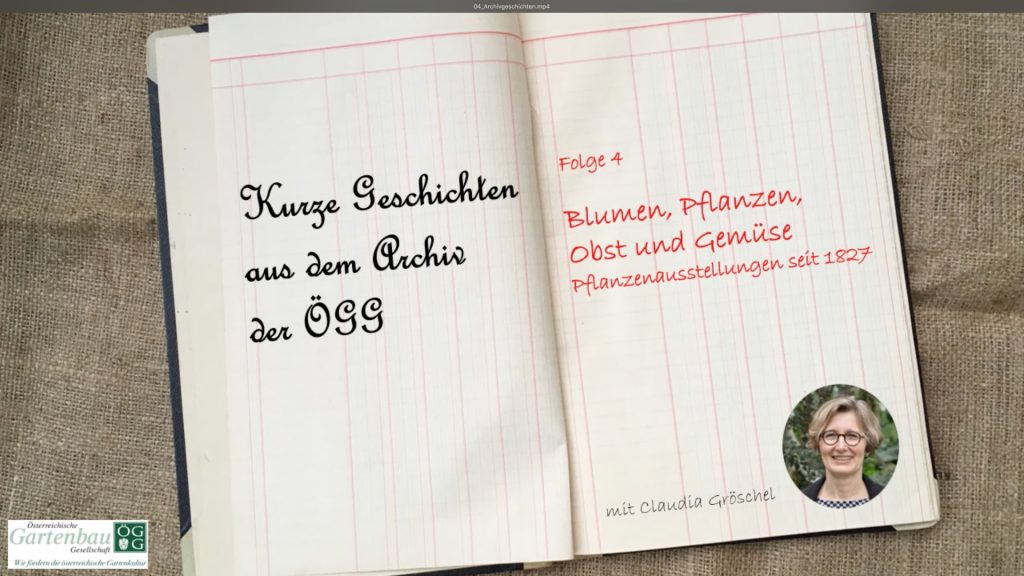 04_Archivgeschichten.mp4
Kurze Geschichten
aus dem Archiv
der ÖGG
Folge 4
Blumen, Pflanzen,
Obst und Gemüse
Pflanzenausstellungen seit 1827
mit Claudia Gröschel
Österreichische
Gartenbau
Gesellschaft
ÖG
G
Wir fördern die österreichische Gartenkultur